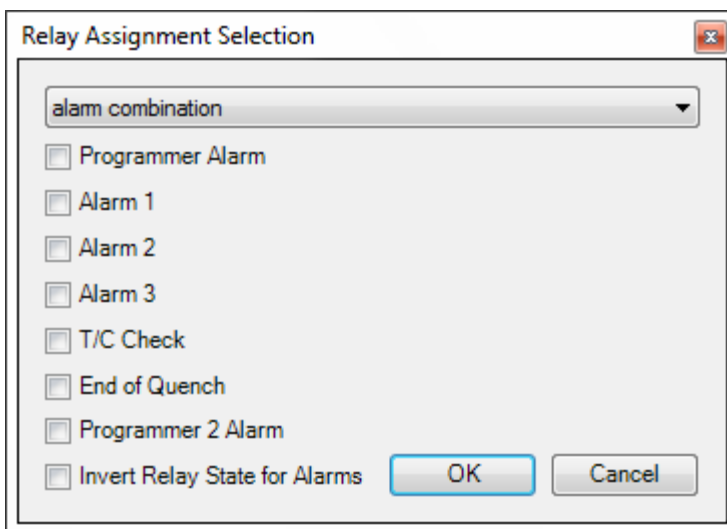 Relay Assignment Selection
alarm combination
Programmer Alarm
Alarm 1
Alarm 2
Alarm 3
T/C Check
End of Quench
Programmer 2 Alarm
Invert Relay State for Alarms OK Cancel